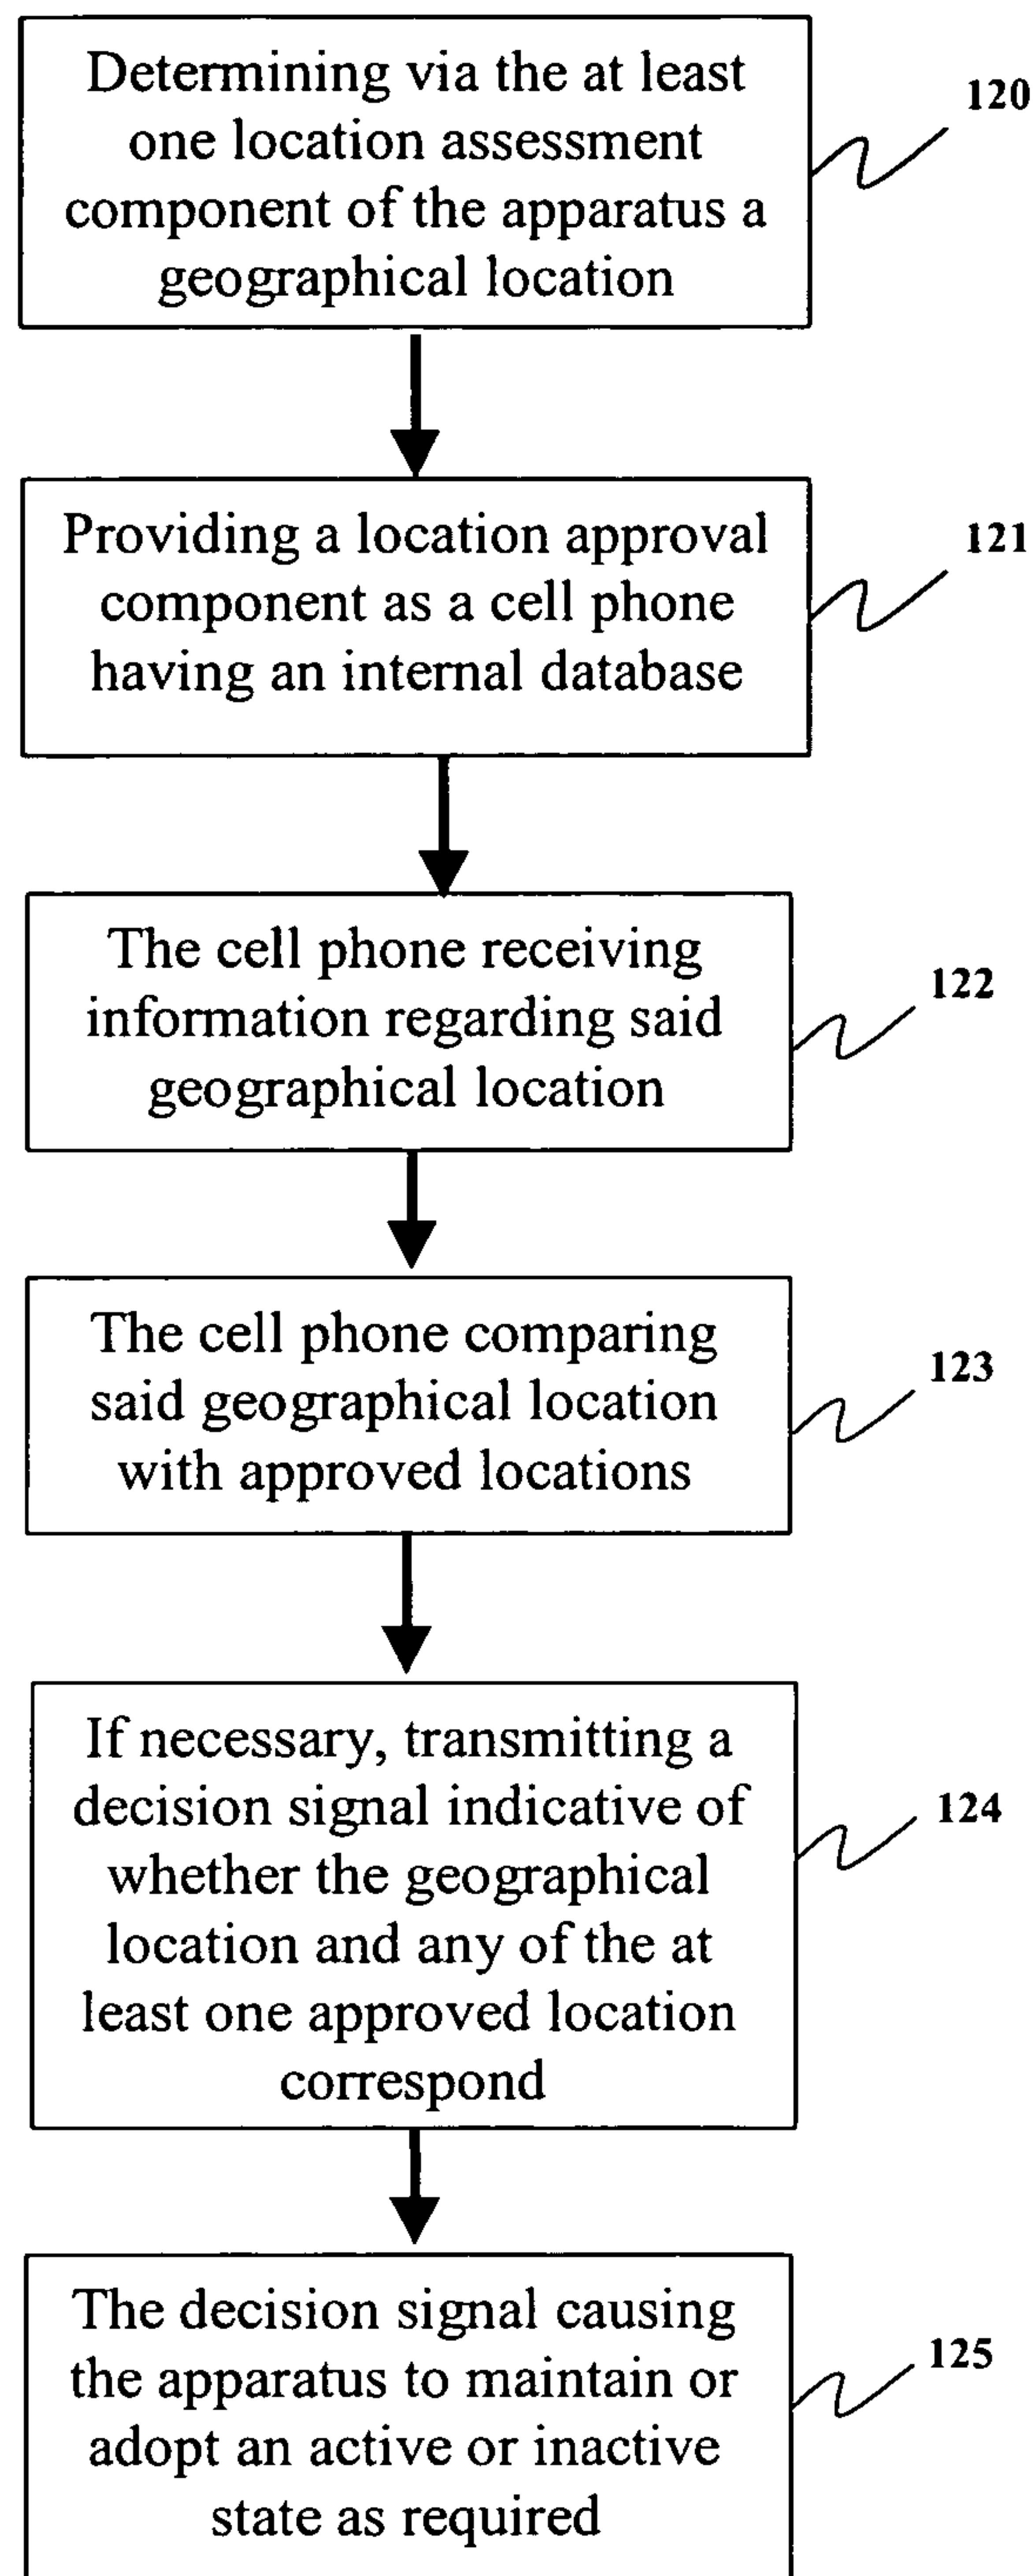 Determining via the at least
one location assessment
component of the apparatus a
geographical location
120
Providing a location approval
component as a cell phone
having an internal database
121
The cell phone receiving
information regarding said
geographical location
122
The cell phone comparing
said geographical location
with approved locations
123
If necessary, transmitting a
decision signal indicative of
whether the geographical
location and any of the at
least one approved location
correspond
124
The decision signal causing
the apparatus to maintain or
adopt an active or inactive
state as required
125